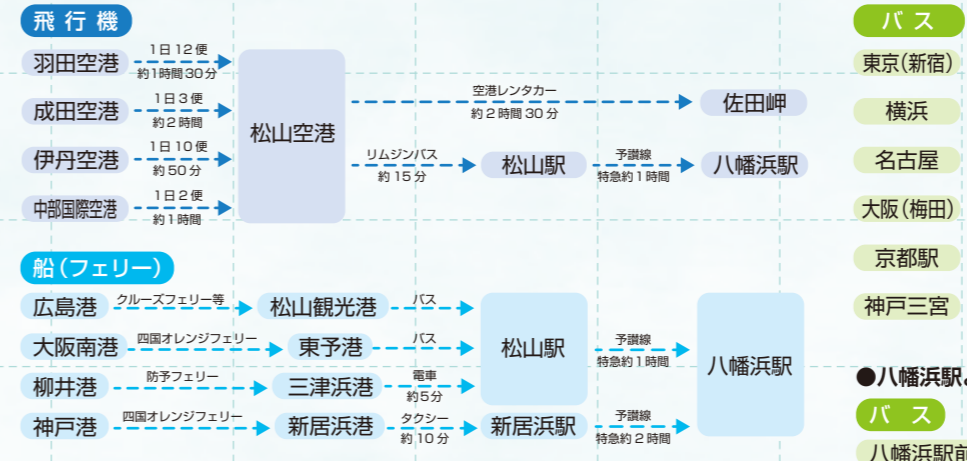 飛行機
羽田空港
1日12便
約1時間30分
成田空港
1日3便
約2時間
伊丹空港
1日10便
約50分
中部国際空港
1日2便
約1時間
松山空港
空港レンタカー
約2時間30分
佐田岬
リムジンバス
約15分
松山駅
予讃線
特急約1時間
八幡浜駅
船(フェリー)
広島港
クルーズフェリー等
松山観光港
バス
大阪南港
四国オレンジフェリー
東予港
バス
柳井港
防予フェリー
三津浜港
電車
約5分
松山駅
予讃線
特急約1時間
神戸港
四国オレンジフェリー
新居浜港
タクシー
約10分
新居浜駅
予讃線
特急約2時間
八幡浜駅
バス
東京(新宿)
横浜
名古屋
大阪(梅田)
京都駅
神戸三宮
●八幡浜駅
バス
八幡浜駅前